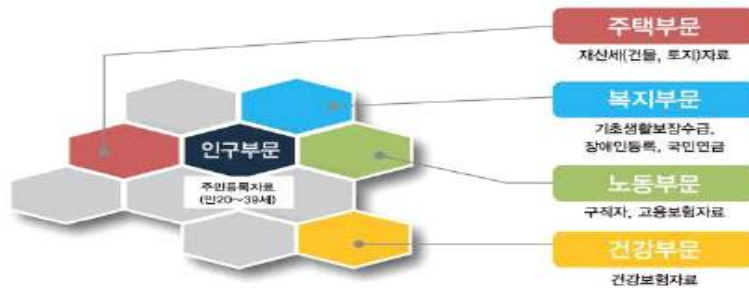 주택부문
재산세(건물, 토지)자료
복지부문
기초생활보장수급,
장애인등록, 국민연금
인구부문
주민등록자료
(만20~39세)
노동부문
구직자, 고용보험자료
건강부문
건강보험자료